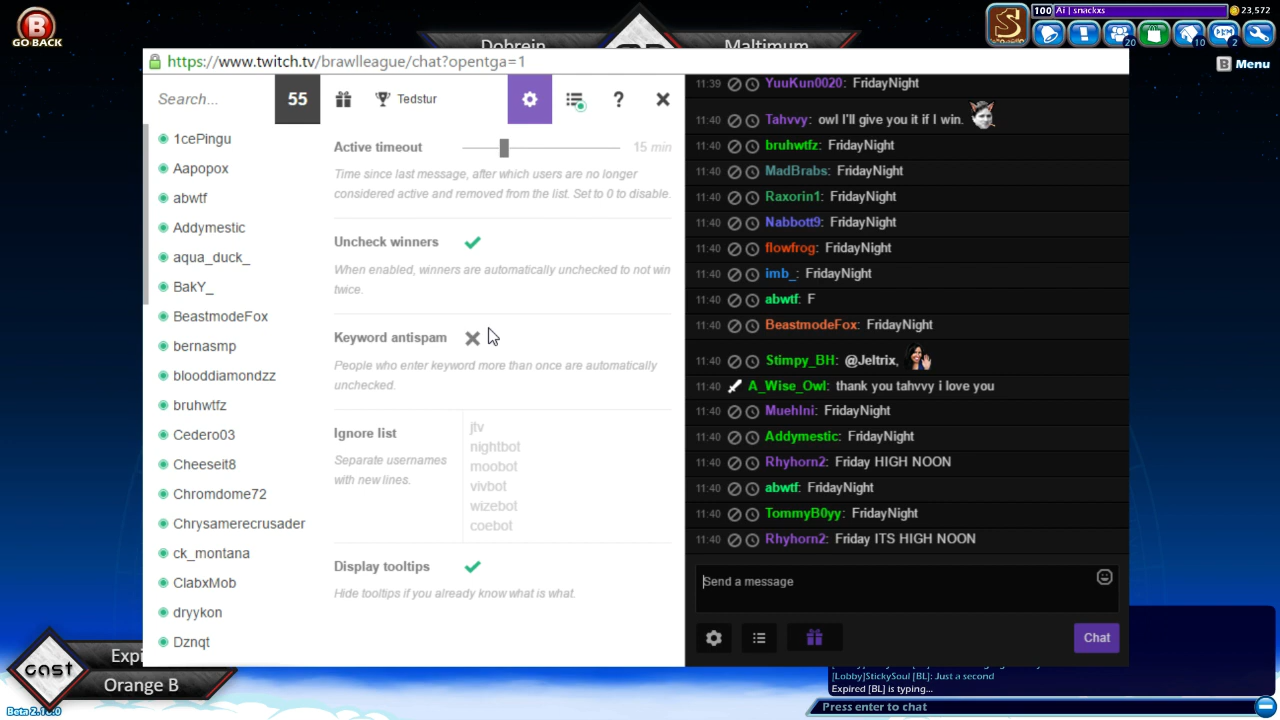 B
GO BACK
Dohrein
Maltimum
100 Ai | snackxs 23,572
20 10 2
B Menu
https://www.twitch.tv/brawlleague/chat?opentga=1
Search...
55
Tedstur
?
1cePingu
Aapopox
abwtf
Addymestic
aqua_duck_
BakY_
BeastmodeFox
bernasmp
blooddiamondzz
bruhwtfz
Cedero03
Cheeseit8
Chromdome72
Chrysamerecrusader
ck_montana
ClabxMob
dryykon
Dznqt
Active timeout 15 min
Time since last message, after which users are no longer
considered active and removed from the list. Set to 0 to disable.
Uncheck winners
When enabled, winners are automatically unchecked to not win
twice.
Keyword antispam
People who enter keyword more than once are automatically
unchecked.
Ignore list
Separate usernames
with new lines.
jtv
nightbot
moobot
vivbot
wizebot
coebot
Display tooltips
Hide tooltips if you already know what is what.
11:39 YuuKun0020: FridayNight
11:40 Tahvvy: owl I'll give you it if I win.
11:40 bruhwtfz: FridayNight
11:40 MadBrabs: FridayNight
11:40 Raxorin1: FridayNight
11:40 Nabbott9: FridayNight
11:40 flowfrog: FridayNight
11:40 imb_: FridayNight
11:40 abwtf: F
11:40 BeastmodeFox: FridayNight
11:40 Stimpy_BH: @Jeltrix,
11:40 A_Wise_Owl: thank you tahvvy i love you
11:40 MuehIni: FridayNight
11:40 Addymestic: FridayNight
11:40 Rhyhorn2: Friday HIGH NOON
11:40 abwtf: FridayNight
11:40 TommyB0yy: FridayNight
11:40 Rhyhorn2: Friday ITS HIGH NOON
Send a message
Chat
cast
Expi
Orange B
[Lobby]StickySoul [BL]: Just a second
Expired [BL] is typing...
Press enter to chat